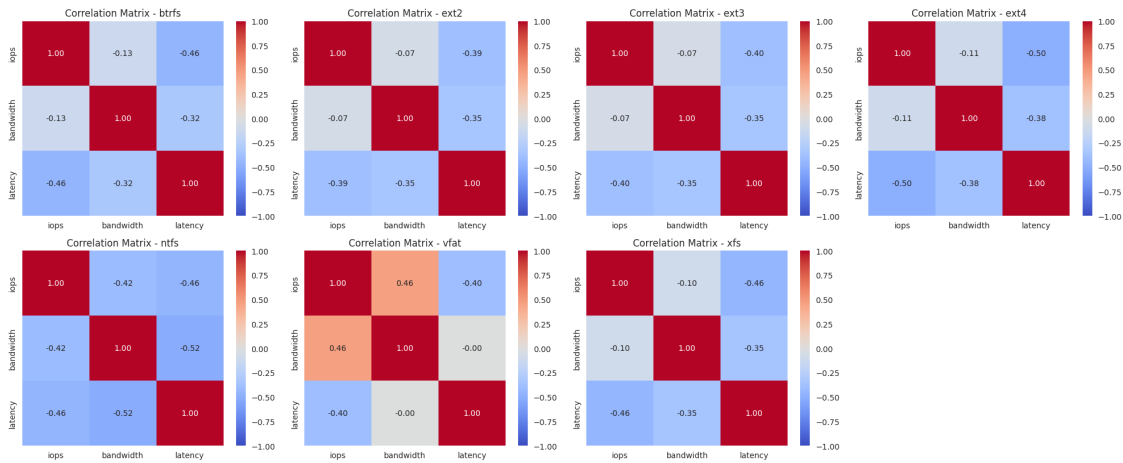 Correlation Matrix - btrfs
iops
bandwidth
latency
1.00 -0.13 -0.46
-0.13 1.00 -0.32
-0.46 -0.32 1.00
iops bandwidth latency
1.00
0.75
0.50
0.25
0.00
−0.25
−0.50
−0.75
−1.00
Correlation Matrix - ext2
iops
bandwidth
latency
1.00 -0.07 -0.39
-0.07 1.00 -0.35
-0.39 -0.35 1.00
iops bandwidth latency
1.00
0.75
0.50
0.25
0.00
−0.25
−0.50
−0.75
−1.00
Correlation Matrix - ext3
iops
bandwidth
latency
1.00 -0.07 -0.40
-0.07 1.00 -0.35
-0.40 -0.35 1.00
iops bandwidth latency
1.00
0.75
0.50
0.25
0.00
−0.25
−0.50
−0.75
−1.00
Correlation Matrix - ext4
iops
bandwidth
latency
1.00 -0.11 -0.50
-0.11 1.00 -0.38
-0.50 -0.38 1.00
iops bandwidth latency
1.00
0.75
0.50
0.25
0.00
−0.25
−0.50
−0.75
−1.00
Correlation Matrix - ntfs
iops
bandwidth
latency
1.00 -0.42 -0.46
-0.42 1.00 -0.52
-0.46 -0.52 1.00
iops bandwidth latency
1.00
0.75
0.50
0.25
0.00
−0.25
−0.50
−0.75
−1.00
Correlation Matrix - vfat
iops
bandwidth
latency
1.00 0.46 -0.40
0.46 1.00 -0.00
-0.40 -0.00 1.00
iops bandwidth latency
1.00
0.75
0.50
0.25
0.00
−0.25
−0.50
−0.75
−1.00
Correlation Matrix - xfs
iops
bandwidth
latency
1.00 -0.10 -0.46
-0.10 1.00 -0.35
-0.46 -0.35 1.00
iops bandwidth latency
1.00
0.75
0.50
0.25
0.00
−0.25
−0.50
−0.75
−1.00